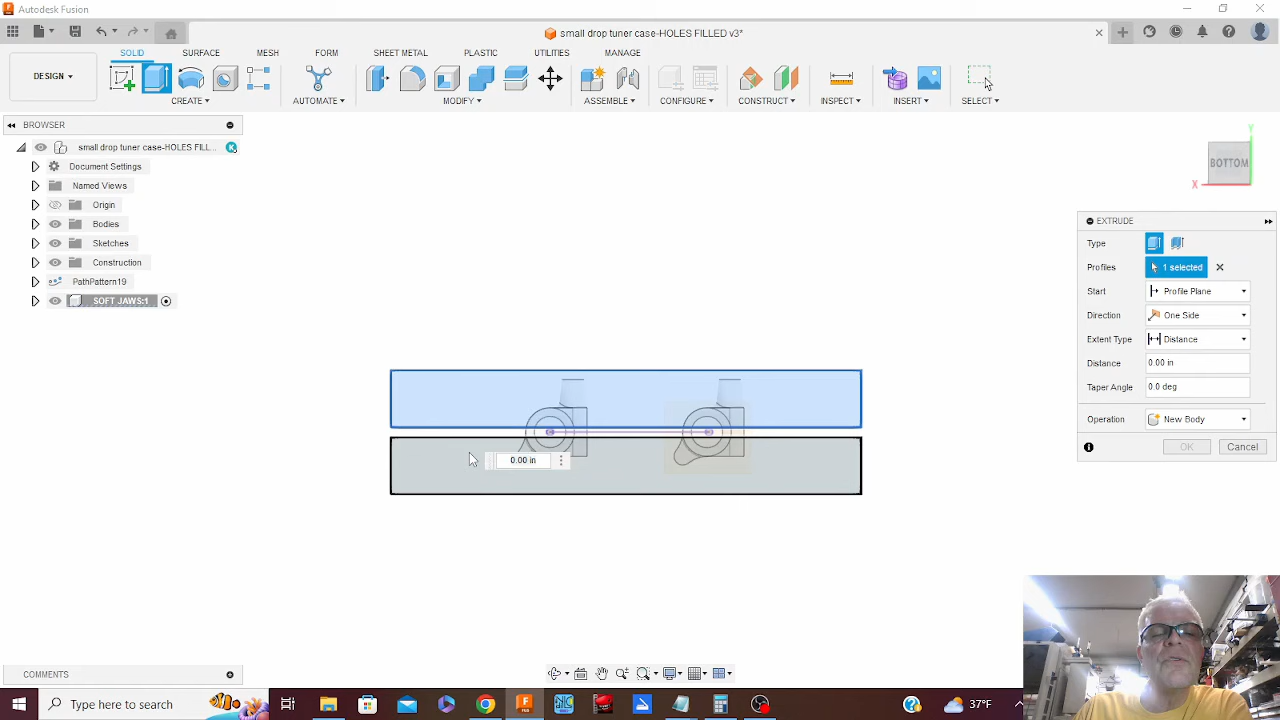 Autodesk Fusion
small drop tuner case-HOLES FILLED v3*
DESIGN
SOLID
SURFACE
MESH
FORM
SHEET METAL
PLASTIC
UTILITIES
MANAGE
CREATE
AUTOMATE
MODIFY
ASSEMBLE
CONFIGURE
CONSTRUCT
INSPECT
INSERT
SELECT
BROWSER
small drop tuner case-HOLES FILL...
K
Document Settings
Named Views
Origin
Bodies
Sketches
Construction
PathPattern19
SOFT JAWS:1
Y
BOTTOM
X
EXTRUDE
Type
Profiles
1 selected
Start
Profile Plane
Direction
One Side
Extent Type
Distance
Distance
0.00 in
Taper Angle
0.0 deg
Operation
New Body
OK
Cancel
0.00 in
COMMENTS
Type here to search
37°F